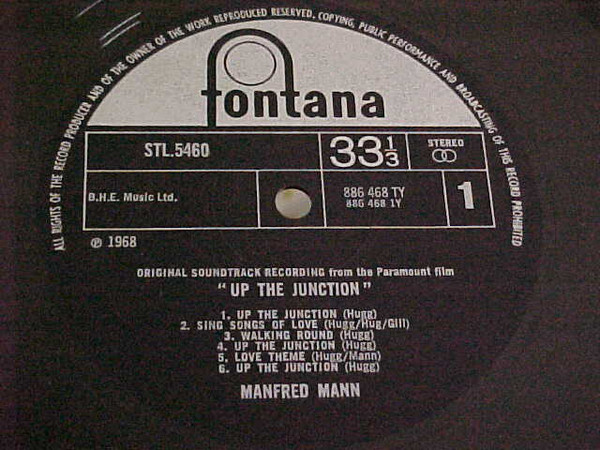 ALL RIGHTS OF THE RECORD PRODUCER AND OF THE OWNER OF THE WORK REPRODUCED RESERVED. COPYING, PUBLIC PERFORMANCE AND BROADCASTING OF THIS RECORD PROHIBITED
fontana
STL.5460
33 1/3
STEREO
B.H.E. Music Ltd.
886 468 TY
886 468 1Y
1
℗ 1968
ORIGINAL SOUNDTRACK RECORDING from the Paramount film
"UP THE JUNCTION"
1. UP THE JUNCTION (Hugg)
2. SING SONGS OF LOVE (Hugg/Hug/Gill)
3. WALKING ROUND (Hugg)
4. UP THE JUNCTION (Hugg)
5. LOVE THEME (Hugg/Mann)
6. UP THE JUNCTION (Hugg)
MANFRED MANN